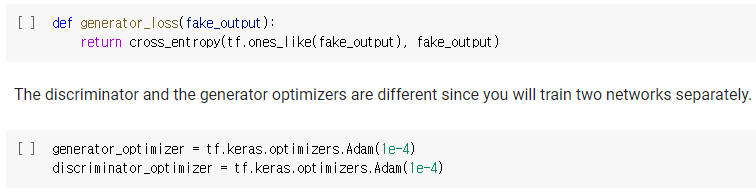 [ ] def generator_loss(fake_output):
return cross_entropy(tf.ones_like(fake_output), fake_output)
The discriminator and the generator optimizers are different since you will train two networks separately.
[ ] generator_optimizer = tf.keras.optimizers.Adam(1e-4)
discriminator_optimizer = tf.keras.optimizers.Adam(1e-4)